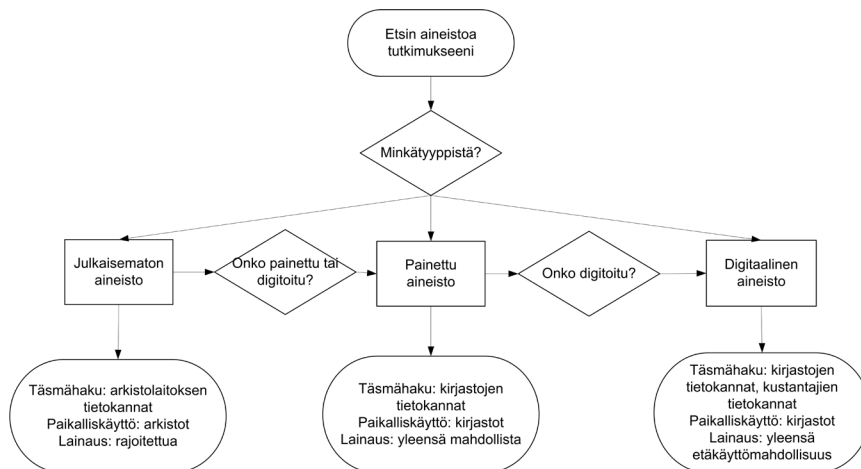 Etsin aineistoa
tutkimukseeni
Minkätyyppistä?
Julkaisematon
aineisto
Onko painettu tai
digitoitu?
Painettu
aineisto
Onko digitoitu?
Digitaalinen
aineisto
Täsmähaku: arkistolaitoksen
tietokannat
Paikalliskäyttö: arkistot
Lainaus: rajoitettua
Täsmähaku: kirjastojen
tietokannat
Paikalliskäyttö: kirjastot
Lainaus: yleensä mahdollista
Täsmähaku: kirjastojen
tietokannat, kustantajien
tietokannat
Paikalliskäyttö: kirjastot
Lainaus: yleensä
etäkäyttömahdollisuus